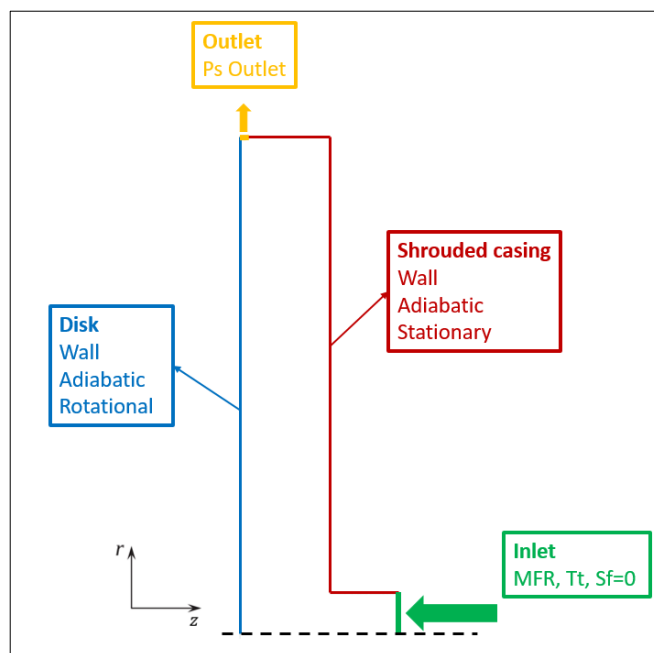 Outlet
Ps Outlet
Shrouded casing
Wall
Adiabatic
Stationary
Disk
Wall
Adiabatic
Rotational
Inlet
MFR, Tt, Sf=0
r
z